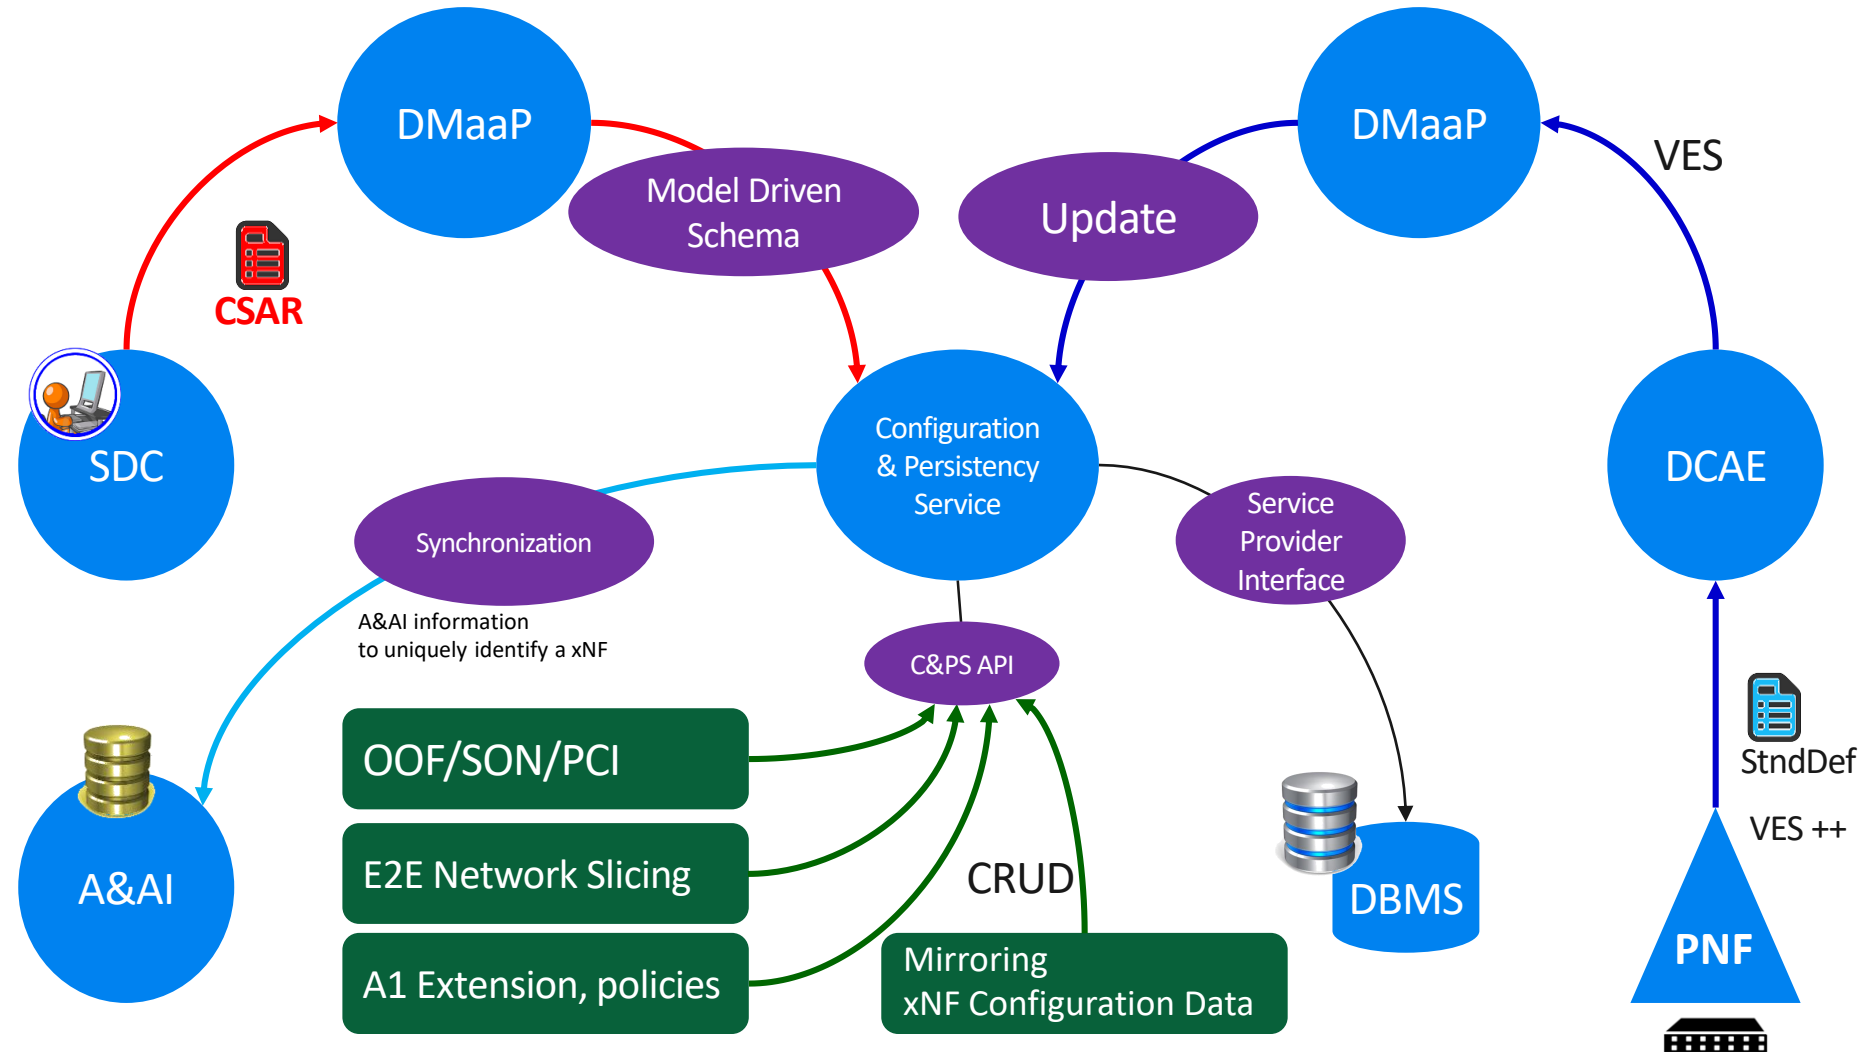 DMaaP
DMaaP
VES
Model Driven
Schema
Update
CSAR
SDC
Configuration
& Persistency
Service
DCAE
Synchronization
Service
Provider
Interface
A&AI information
to uniquely identify a xNF
C&PS API
OOF/SON/PCI
StndDef
VES ++
E2E Network Slicing
CRUD
A&AI
DBMS
PNF
A1 Extension, policies
Mirroring
xNF Configuration Data